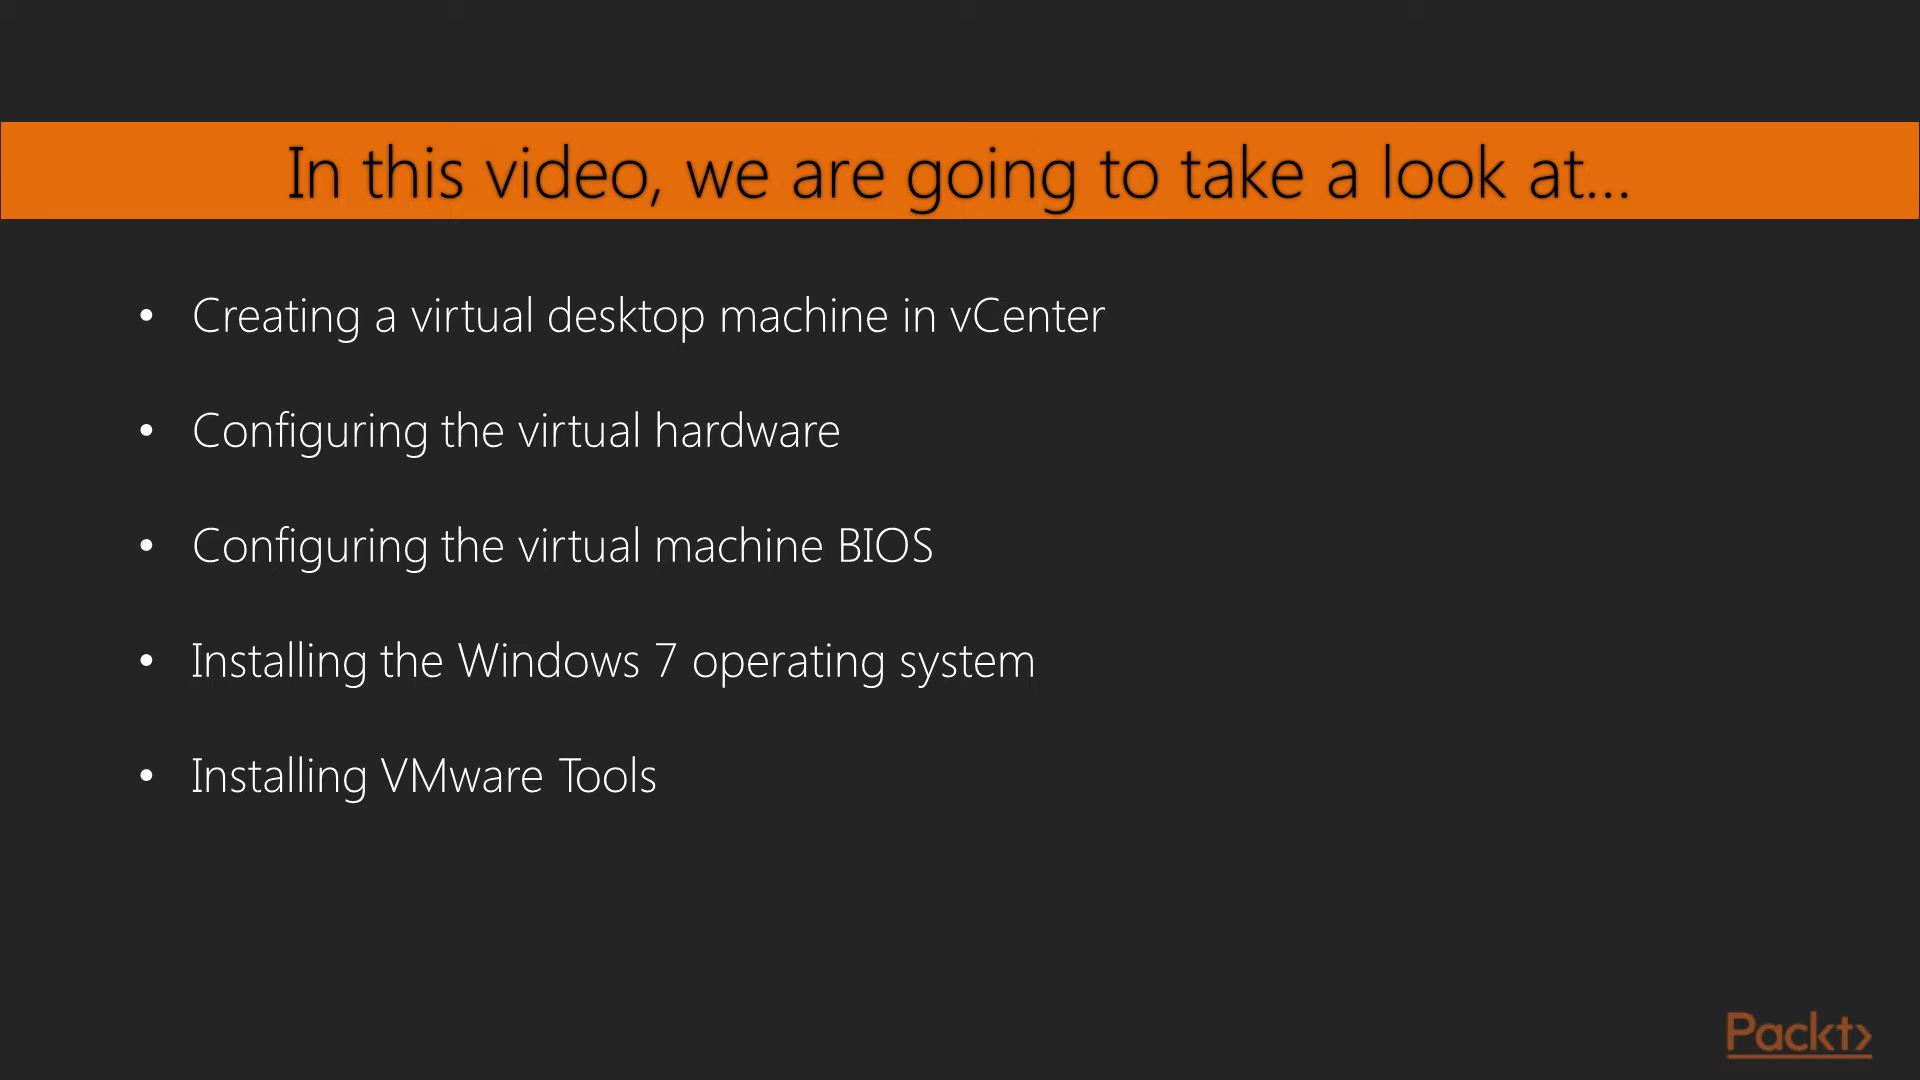 In this video, we are going to take a look at...
• Creating a virtual desktop machine in vCenter
• Configuring the virtual hardware
• Configuring the virtual machine BIOS
• Installing the Windows 7 operating system
• Installing VMware Tools
Packt>